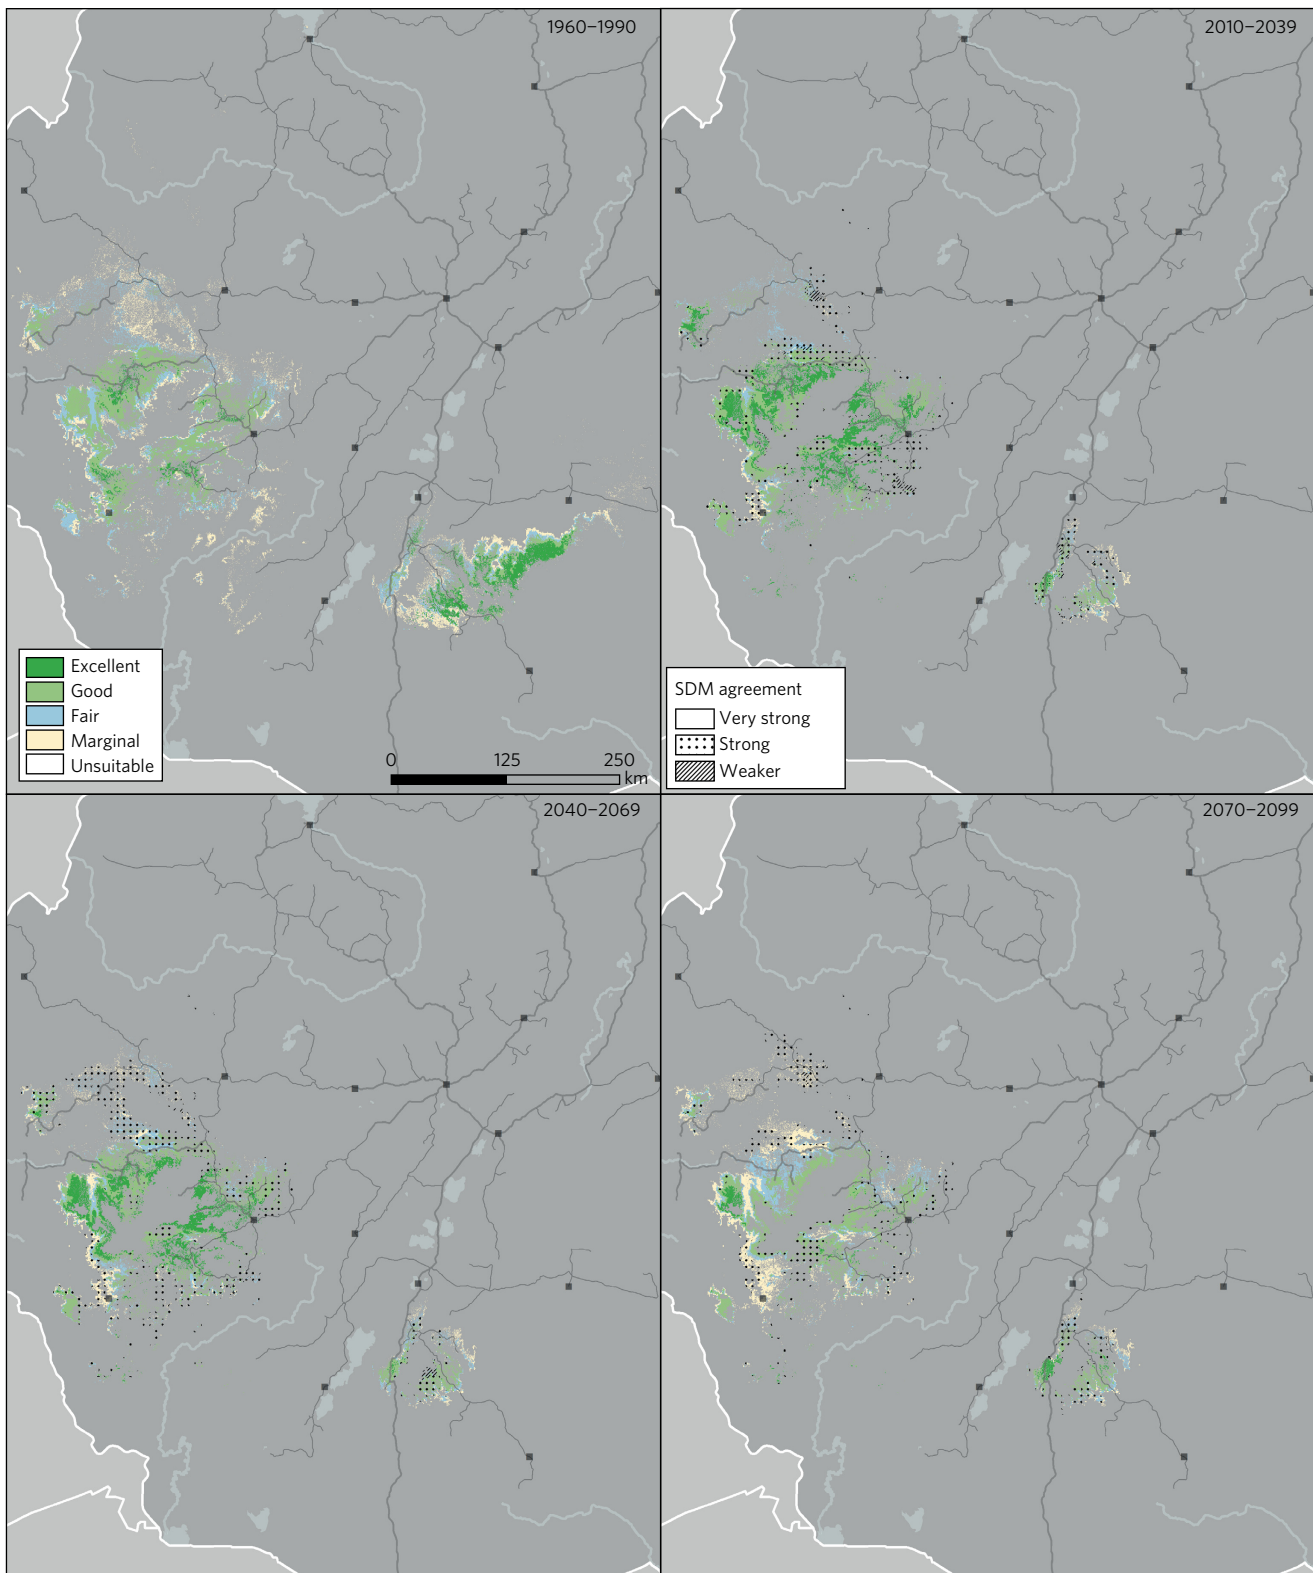 1960–1990
2010–2039
Excellent
Good
Fair
Marginal
Unsuitable
0 125 250
km
SDM agreement
Very strong
Strong
Weaker
2040–2069
2070–2099